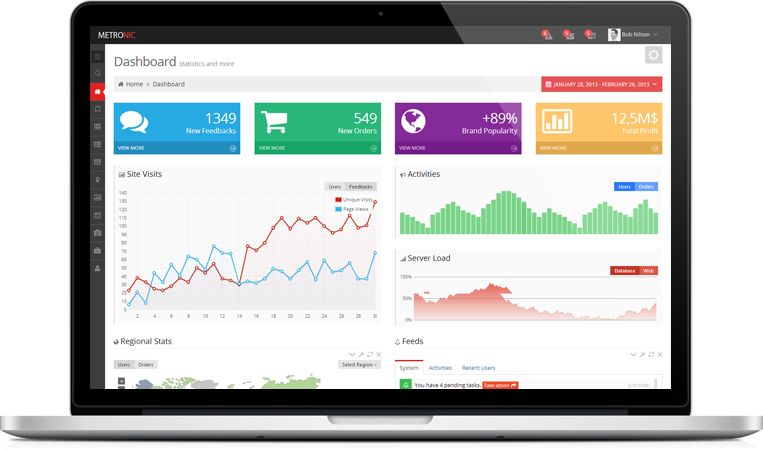 METRONIC
6
5
5
Bob Nilson
Dashboard statistics and more
Home > Dashboard
JANUARY 28, 2013 - FEBRUARY 26, 2013
1349
New Feedbacks
VIEW MORE
549
New Orders
VIEW MORE
+89%
Brand Popularity
VIEW MORE
12,5M$
Total Profit
VIEW MORE
Site Visits
Users Feedbacks
Unique Visits
Page Views
140
130
120
110
100
90
80
70
60
50
40
30
20
10
0
2 4 6 8 10 12 14 16 18 20 22 24 26 28 30
Activities
Users Orders
Server Load
Database Web
100%
50%
0%
Regional Stats
Users Orders
Select Region
Feeds
System Activities Recent Users
You have 4 pending tasks. Take action
Just now